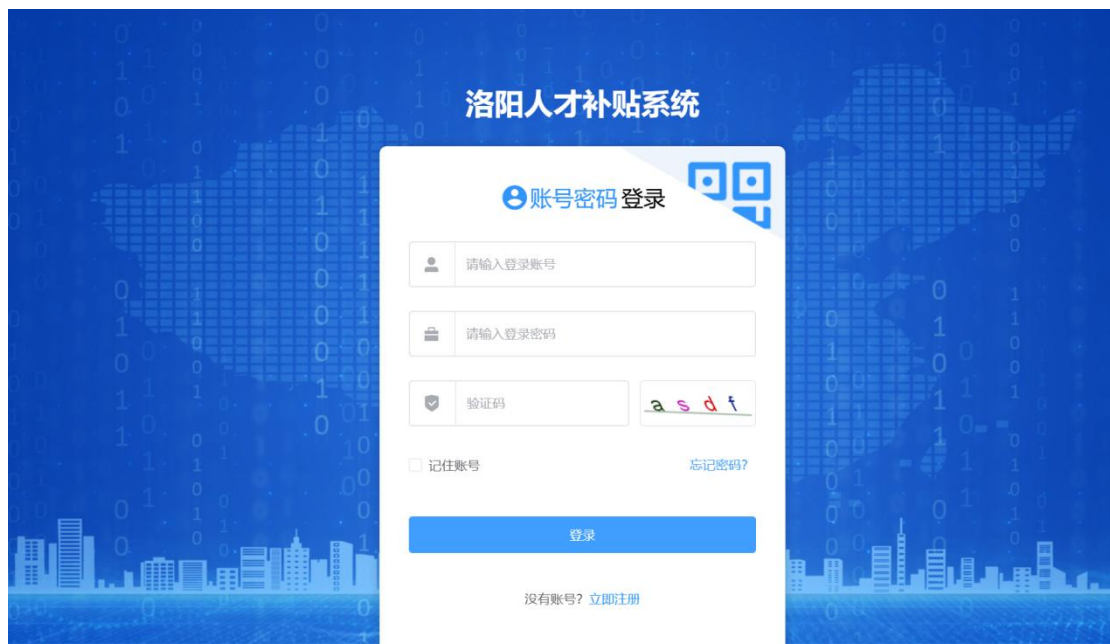 洛阳人才补贴系统
账号密码 登录
请输入登录账号
请输入登录密码
验证码
a s d f
记住账号
忘记密码?
登录
没有账号? 立即注册